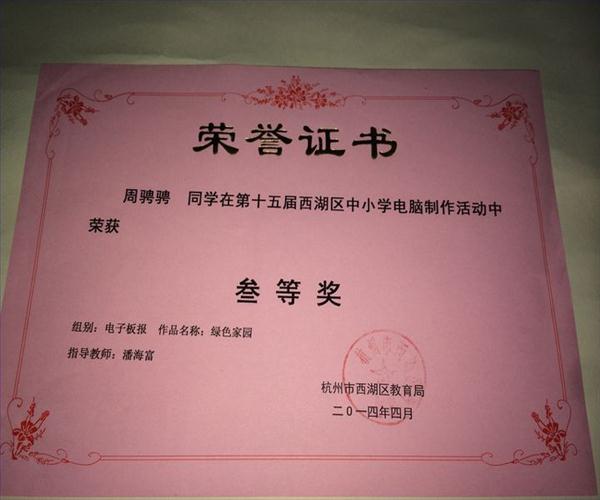 荣誉证书
周骋骋 同学在第十五届西湖区中小学电脑制作活动中
荣获
叁等奖
组别：电子板报 作品名称：绿色家园
指导教师：潘海富
杭州市西湖区教育局
二〇一四年四月